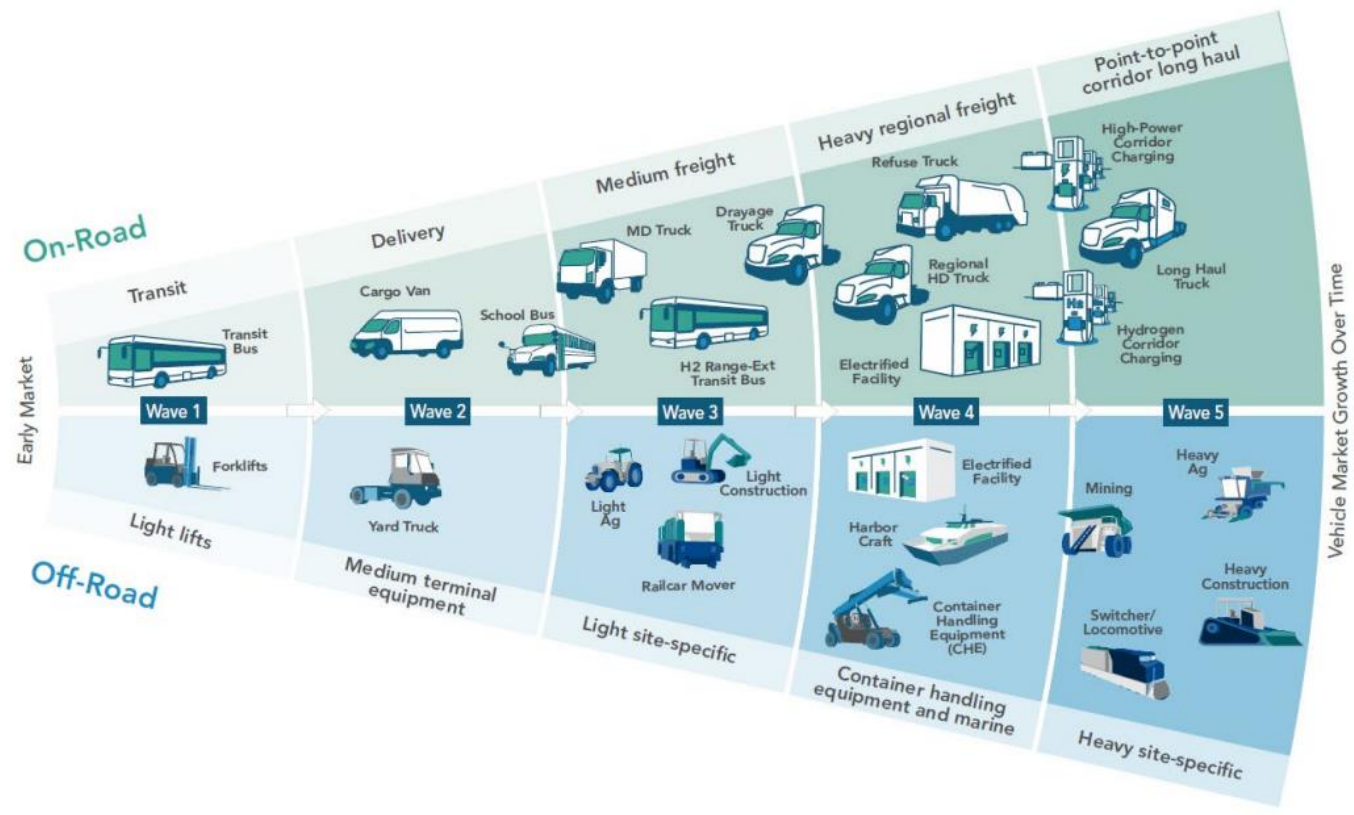 On-Road
Transit
Delivery
Medium freight
Heavy regional freight
Point-to-point
corridor long haul
Transit
Bus
Cargo Van
School Bus
MD Truck
Drayage
Truck
H2 Range-Ext
Transit Bus
Refuse Truck
Regional
HD Truck
Electrified
Facility
High-Power
Corridor
Charging
Long Haul
Truck
H2
Hydrogen
Corridor
Charging
Early Market
Wave 1
Wave 2
Wave 3
Wave 4
Wave 5
Vehicle Market Growth Over Time
Forklifts
Yard Truck
Light
Ag
Light
Construction
Railcar Mover
Electrified
Facility
Harbor
Craft
Container
Handling
Equipment
(CHE)
Mining
Heavy
Ag
Heavy
Construction
Switcher/
Locomotive
Off-Road
Light lifts
Medium terminal
equipment
Light site-specific
Container handling
equipment and marine
Heavy site-specific